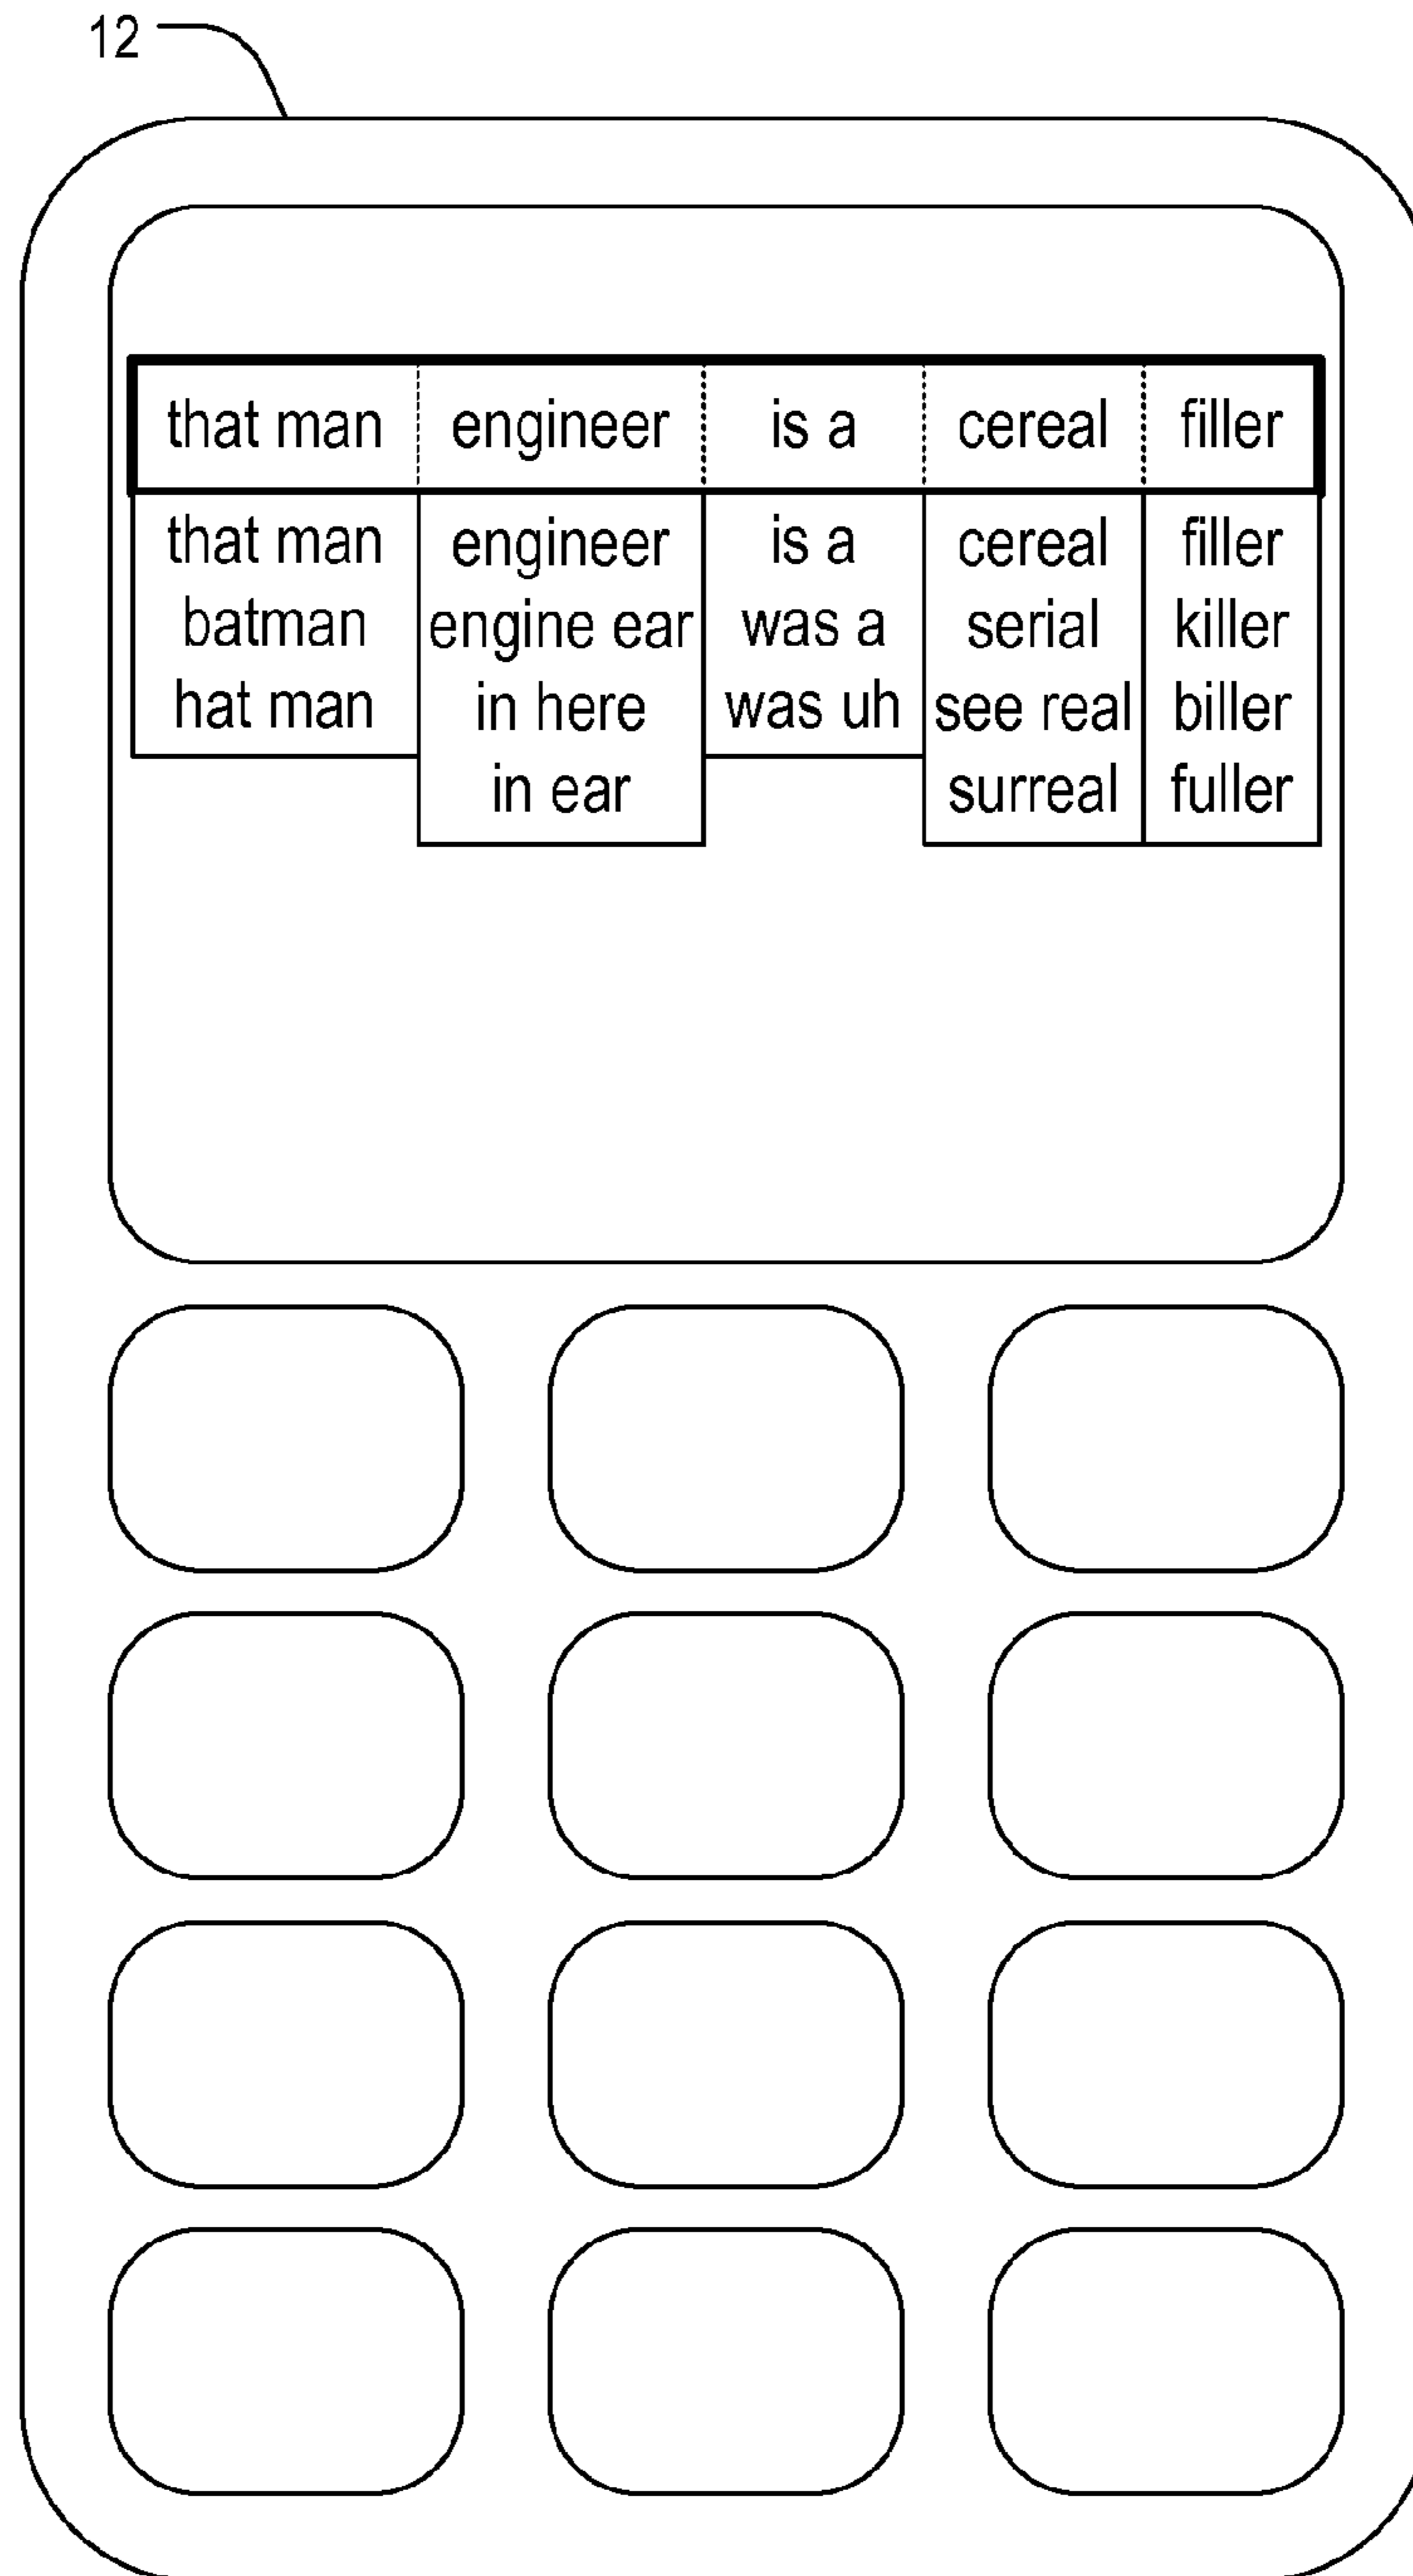 12
that man engineer is a cereal filler
that man engineer is a cereal filler
batman engine ear was a serial killer
hat man in here was uh see real biller
in ear surreal fuller